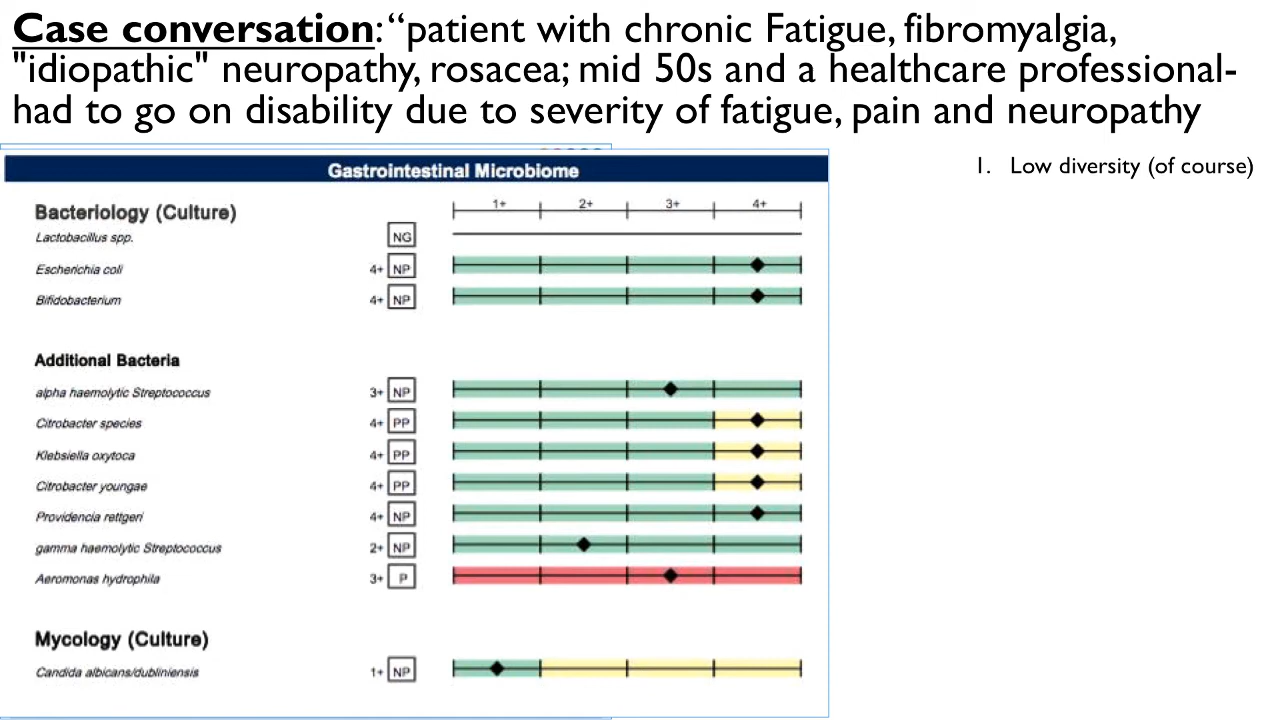 Case conversation: “patient with chronic Fatigue, fibromyalgia,
"idiopathic" neuropathy, rosacea; mid 50s and a healthcare professional-
had to go on disability due to severity of fatigue, pain and neuropathy
1. Low diversity (of course)
Gastrointestinal Microbiome
Bacteriology (Culture) 1+ 2+ 3+ 4+
Lactobacillus spp. NG
Escherichia coli 4+ NP
Bifidobacterium 4+ NP
Additional Bacteria
alpha haemolytic Streptococcus 3+ NP
Citrobacter species 4+ PP
Klebsiella oxytoca 4+ PP
Citrobacter youngae 4+ PP
Providencia rettgeri 4+ NP
gamma haemolytic Streptococcus 2+ NP
Aeromonas hydrophila 3+ P
Mycology (Culture)
Candida albicans/dubliniensis 1+ NP